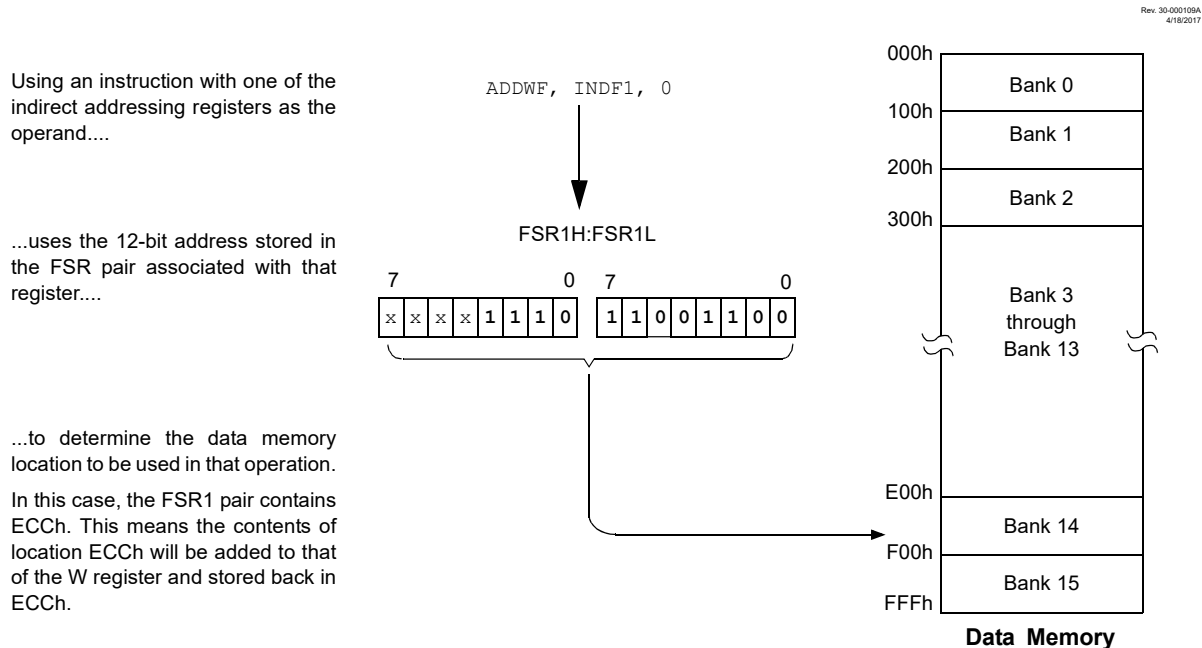 Rev. 30-000109A
4/18/2017
Using an instruction with one of the
indirect addressing registers as the
operand....
ADDWF, INDF1, 0
...uses the 12-bit address stored in
the FSR pair associated with that
register....
FSR1H:FSR1L
7 0 7 0
x x x x 1 1 1 0 1 1 0 0 1 1 0 0
...to determine the data memory
location to be used in that operation.
In this case, the FSR1 pair contains
ECCh. This means the contents of
location ECCh will be added to that
of the W register and stored back in
ECCh.
000h
Bank 0
100h
Bank 1
200h
Bank 2
300h
Bank 3
through
Bank 13
E00h
Bank 14
F00h
Bank 15
FFFh
Data Memory